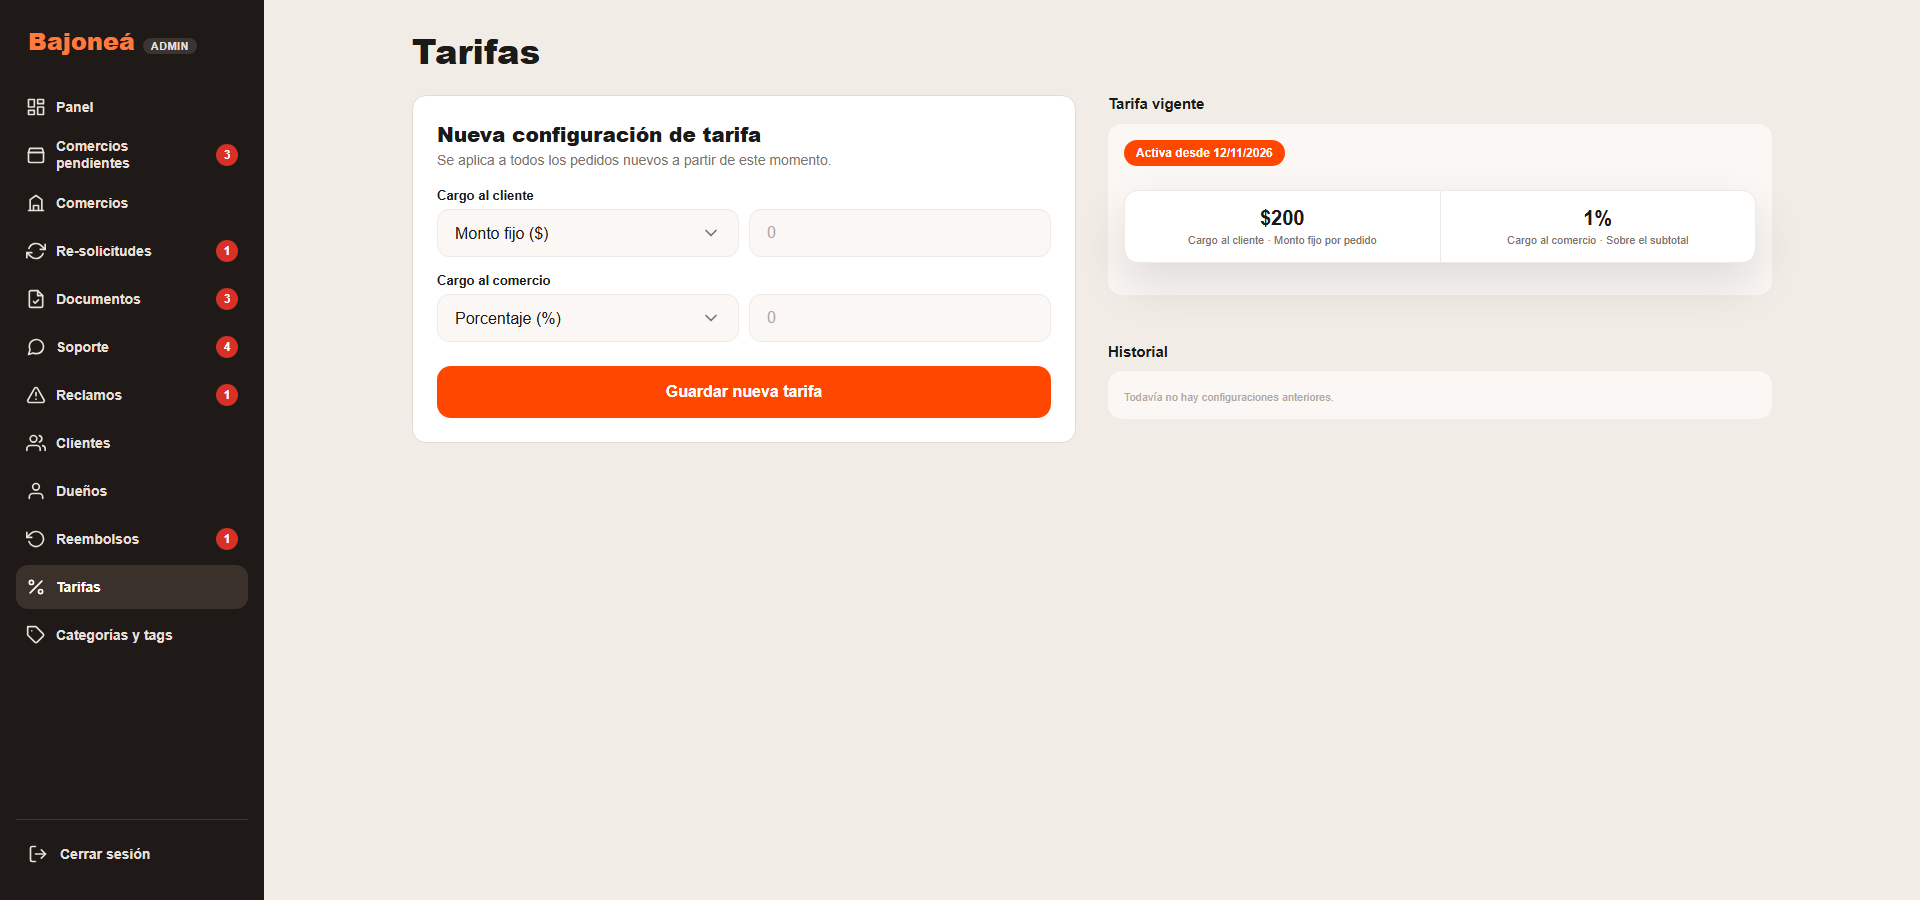 Bajoneá ADMIN
Panel
Comercios
pendientes 3
Comercios
Re-solicitudes 1
Documentos 3
Soporte 4
Reclamos 1
Clientes
Dueños
Reembolsos 1
Tarifas
Categorías y tags
Cerrar sesión
Tarifas
Nueva configuración de tarifa
Se aplica a todos los pedidos nuevos a partir de este momento.
Cargo al cliente
Monto fijo ($) 0
Cargo al comercio
Porcentaje (%) 0
Guardar nueva tarifa
Tarifa vigente
Activa desde 12/11/2026
$200
Cargo al cliente · Monto fijo por pedido
1%
Cargo al comercio · Sobre el subtotal
Historial
Todavía no hay configuraciones anteriores.